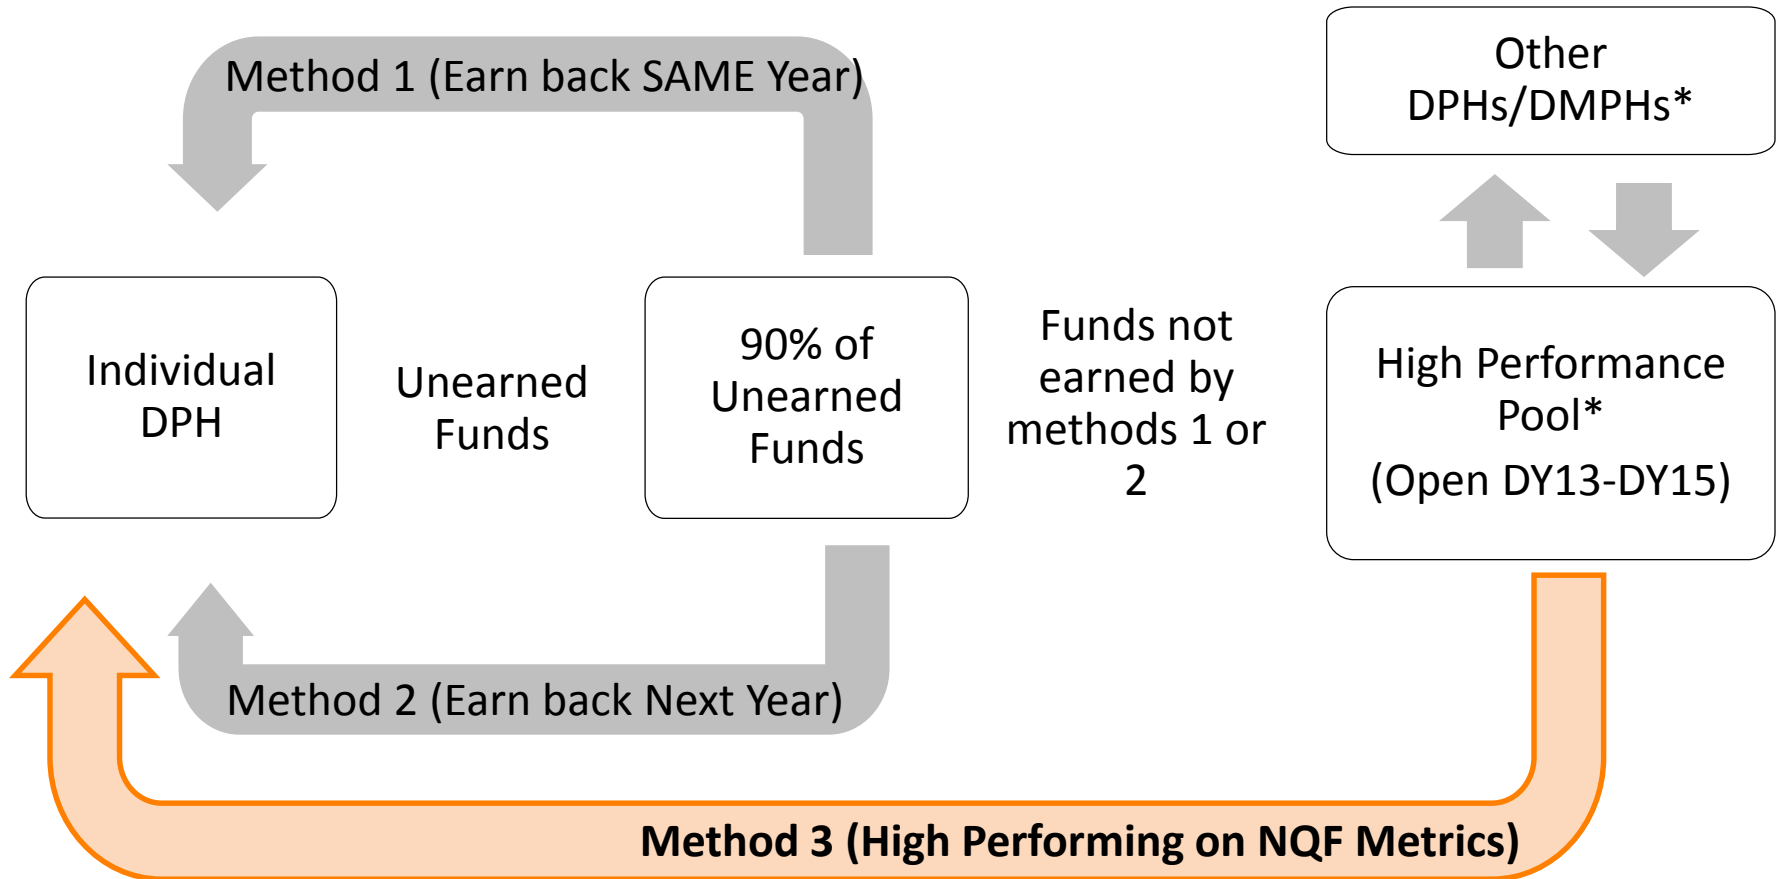 Method 1 (Earn back SAME Year)
Other
DPHs/DMPHs*
Individual
DPH
Unearned
Funds
90% of
Unearned
Funds
Funds not
earned by
methods 1 or
2
High Performance
Pool*
(Open DY13-DY15)
Method 2 (Earn back Next Year)
Method 3 (High Performing on NQF Metrics)